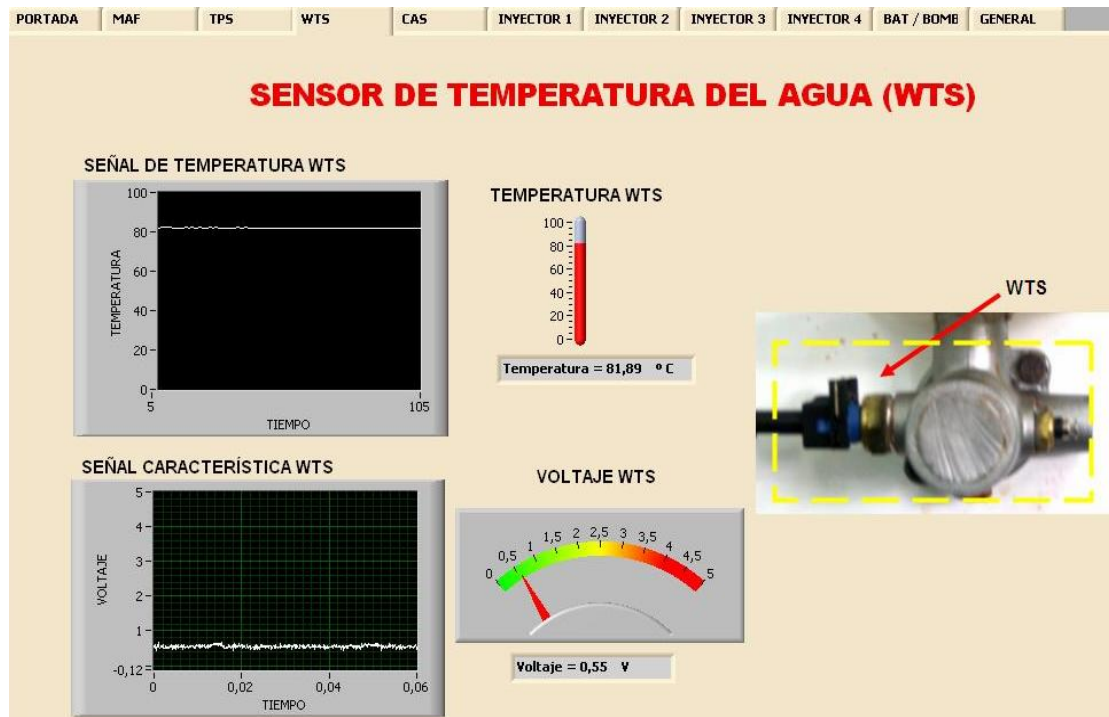 PORTADA
MAF
TPS
WTS
CAS
INYECTOR 1
INYECTOR 2
INYECTOR 3
INYECTOR 4
BAT / BOMB
GENERAL
SENSOR DE TEMPERATURA DEL AGUA (WTS)
SEÑAL DE TEMPERATURA WTS
100
80
60
40
20
0
TEMPERATURA
5
105
TIEMPO
TEMPERATURA WTS
100
80
60
40
20
0
Temperatura = 81,89 º C
WTS
SEÑAL CARACTERÍSTICA WTS
5
4
3
2
1
-0,12
VOLTAJE
0
0,02
0,04
0,06
TIEMPO
VOLTAJE WTS
0
0,5
1
1,5
2
2,5
3
3,5
4
4,5
5
Voltaje = 0,55 V